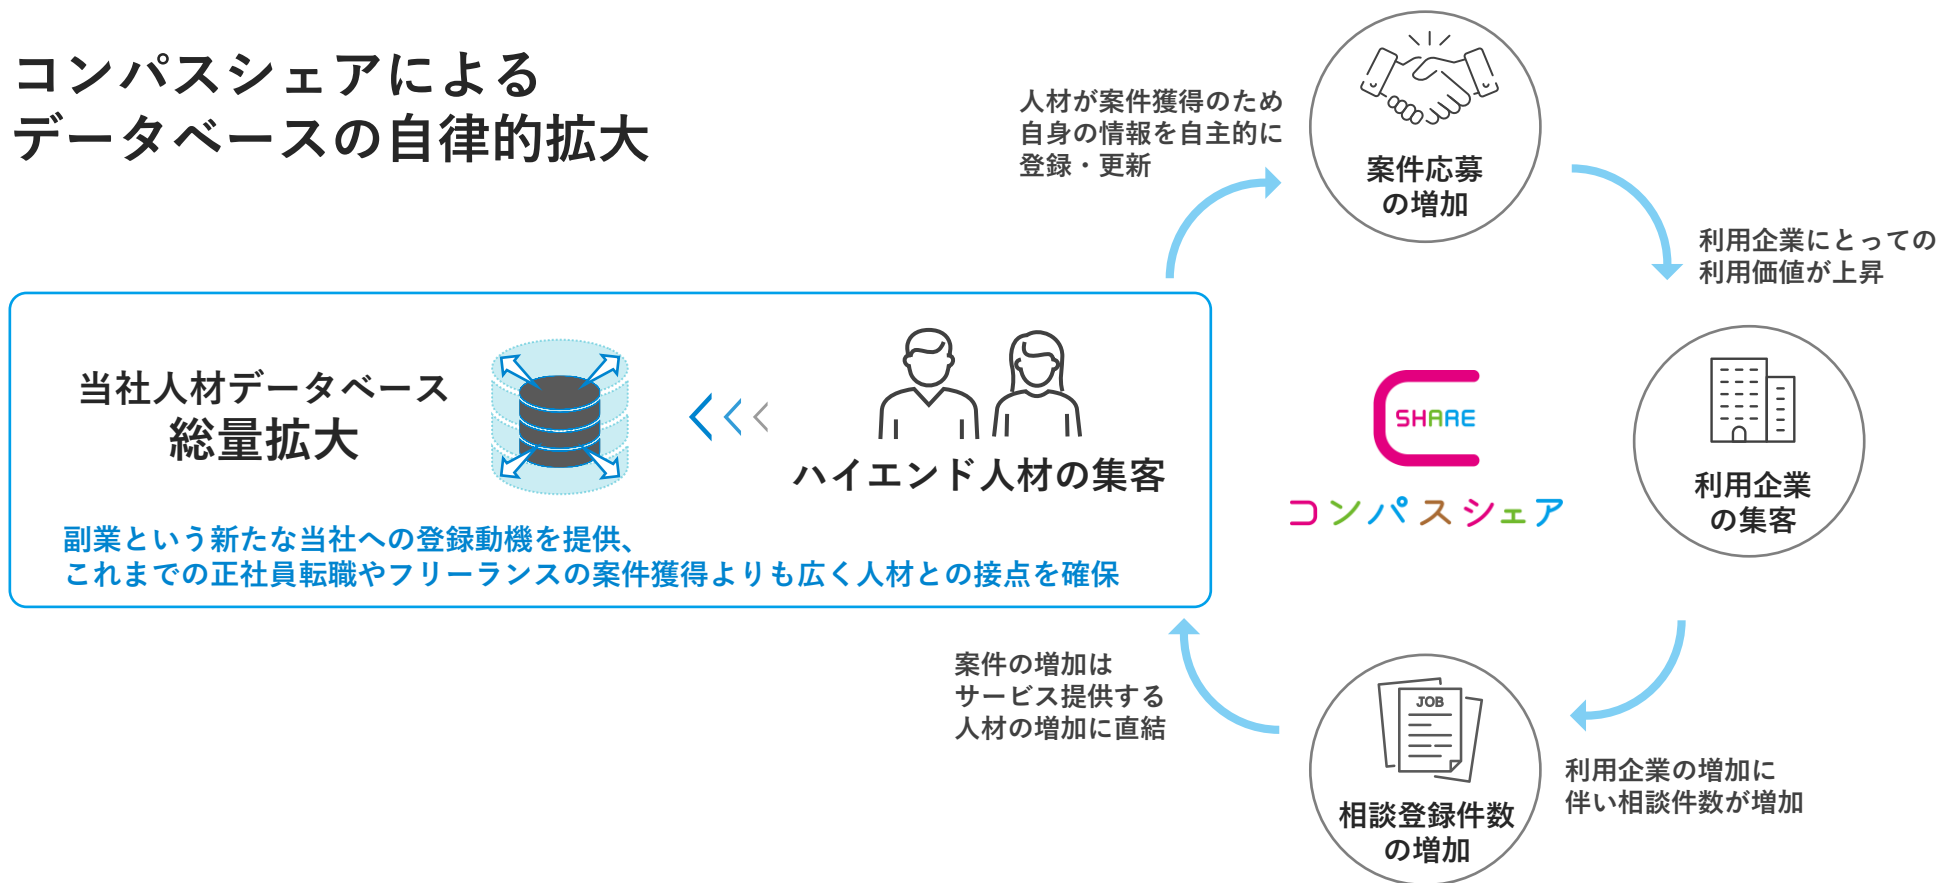 コンパスシェアによる
データベースの自律的拡大
人材が案件獲得のため
自身の情報を自主的に
登録・更新
案件応募
の増加
利用企業にとっての
利用価値が上昇
当社人材データベース
総量拡大
ハイエンド人材の集客
副業という新たな当社への登録動機を提供、
これまでの正社員転職やフリーランスの案件獲得よりも広く人材との接点を確保
SHARE
コンパスシェア
利用企業
の集客
案件の増加は
サービス提供する
人材の増加に直結
JOB
相談登録件数
の増加
利用企業の増加に
伴い相談件数が増加